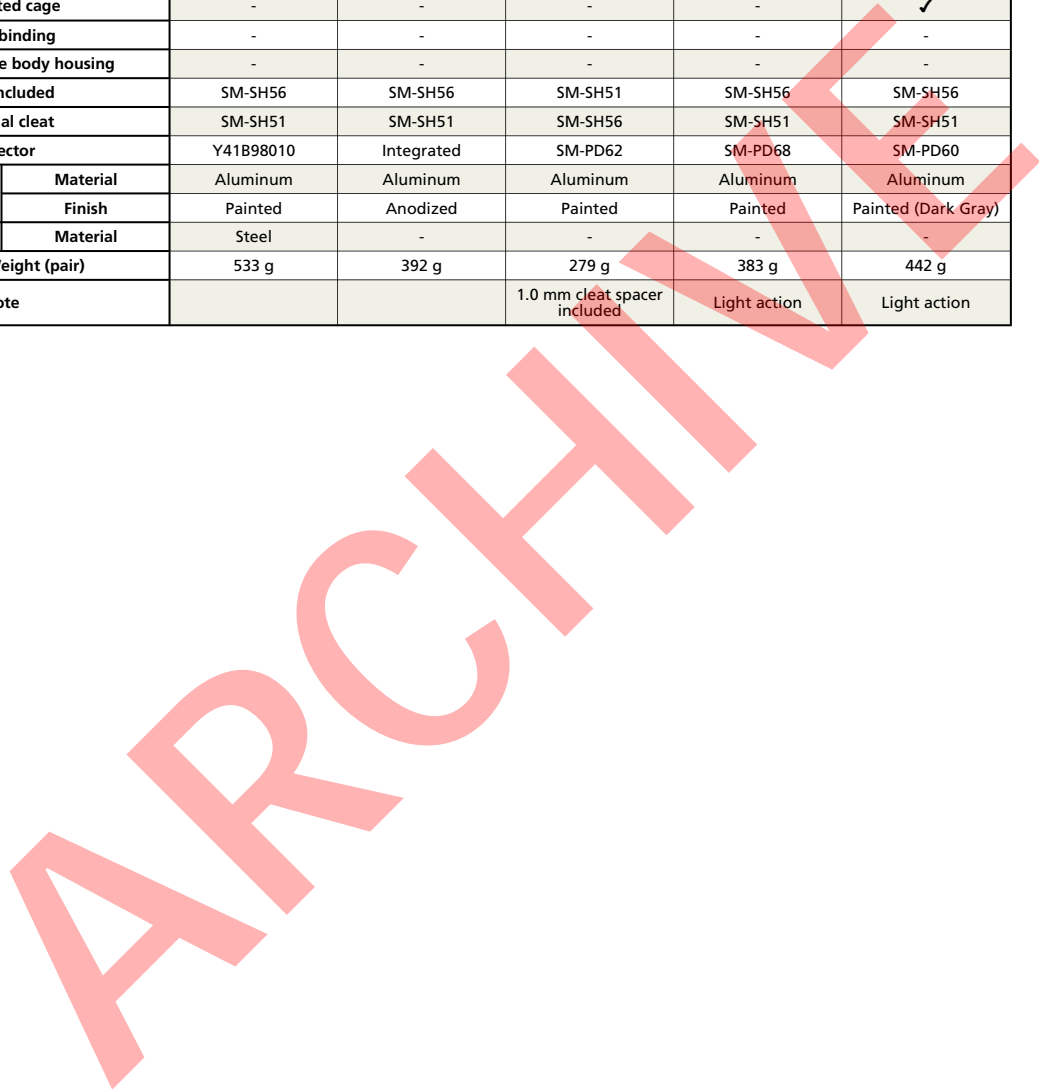 ted cage - - - - ✓
binding - - - - -
e body housing - - - - -
ncluded SM-SH56 SM-SH56 SM-SH51 SM-SH56 SM-SH56
al cleat SM-SH51 SM-SH51 SM-SH56 SM-SH51 SM-SH51
ector Y41B98010 Integrated SM-PD62 SM-PD68 SM-PD60
Material Aluminum Aluminum Aluminum Aluminum Aluminum
Finish Painted Anodized Painted Painted Painted (Dark Gray)
Material Steel - - - -
eight (pair) 533 g 392 g 279 g 383 g 442 g
ote 1.0 mm cleat spacer included Light action Light action
ARCHIVE